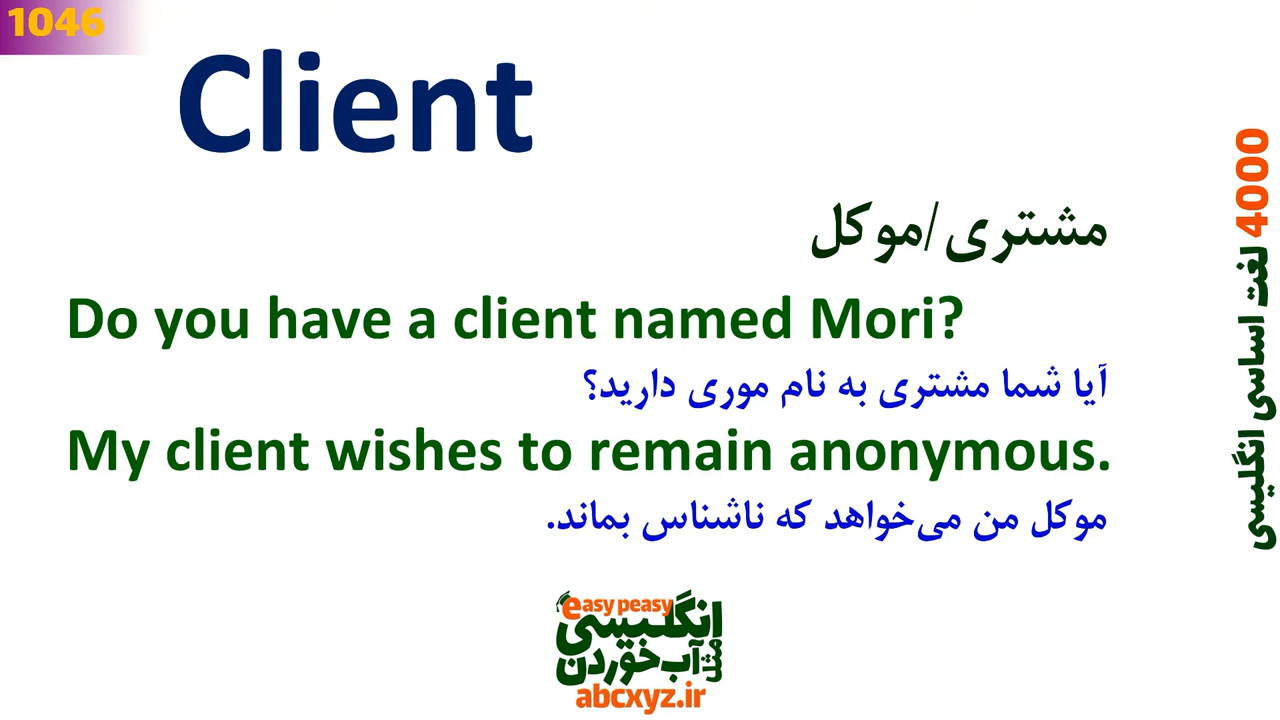 1046
Client
مشتری/موکل
Do you have a client named Mori?
آیا شما مشتری به نام موری دارید؟
My client wishes to remain anonymous.
موکل من می‌خواهد که ناشناس بماند.
4000 لغت اساسی انگلیسی
easy peasy
انگلیسی
مثل آب خوردن
abcxyz.ir